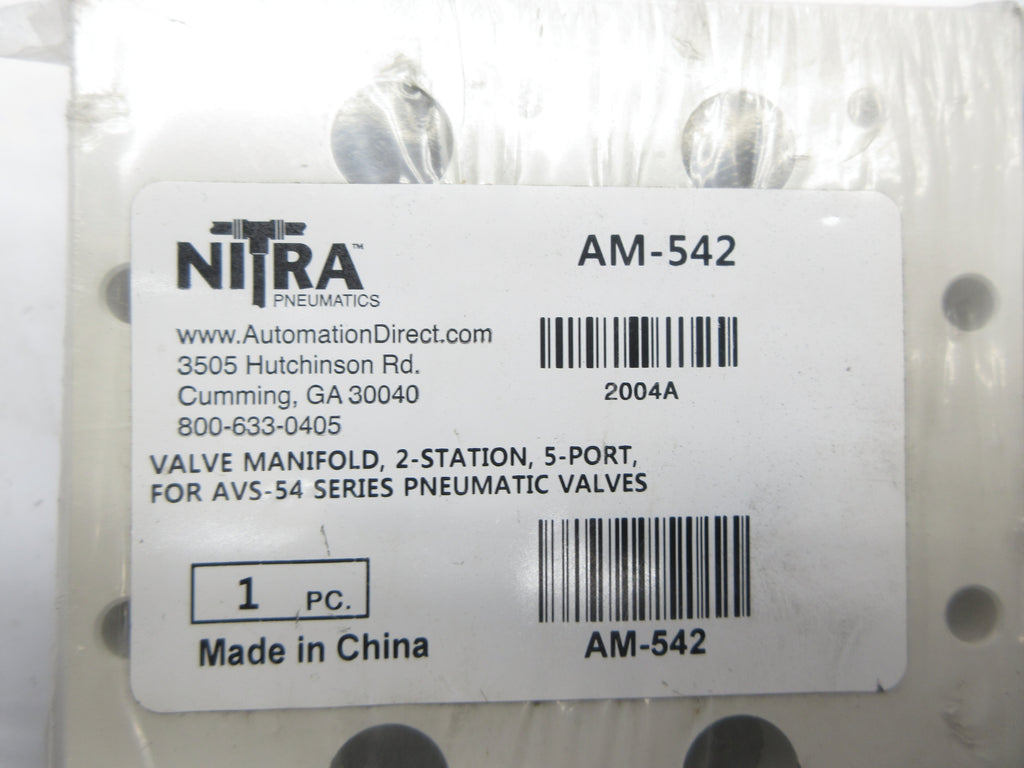 NITRA™
PNEUMATICS
AM-542
www.AutomationDirect.com
3505 Hutchinson Rd.
Cumming, GA 30040
800-633-0405
2004A
VALVE MANIFOLD, 2-STATION, 5-PORT,
FOR AVS-54 SERIES PNEUMATIC VALVES
1 PC.
Made in China
AM-542